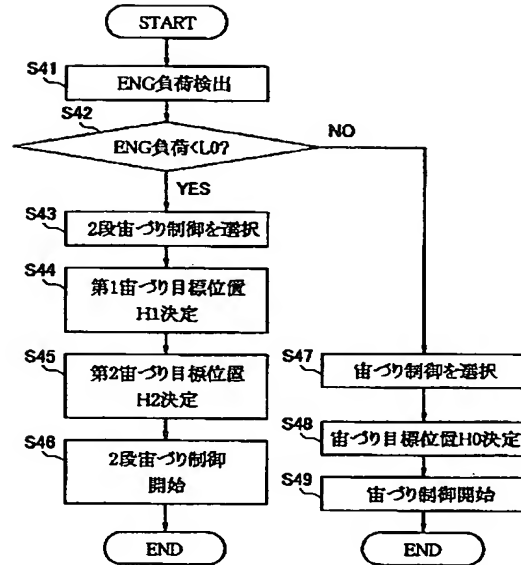 START
S41
ENG負荷検出
S42
ENG負荷<L0?
NO
YES
S43
2段宙づり制御を選択
S44
第1宙づり目標位置
H1決定
S45
第2宙づり目標位置
H2決定
S46
2段宙づり制御
開始
END
S47
宙づり制御を選択
S48
宙づり目標位置H0決定
S49
宙づり制御開始
END